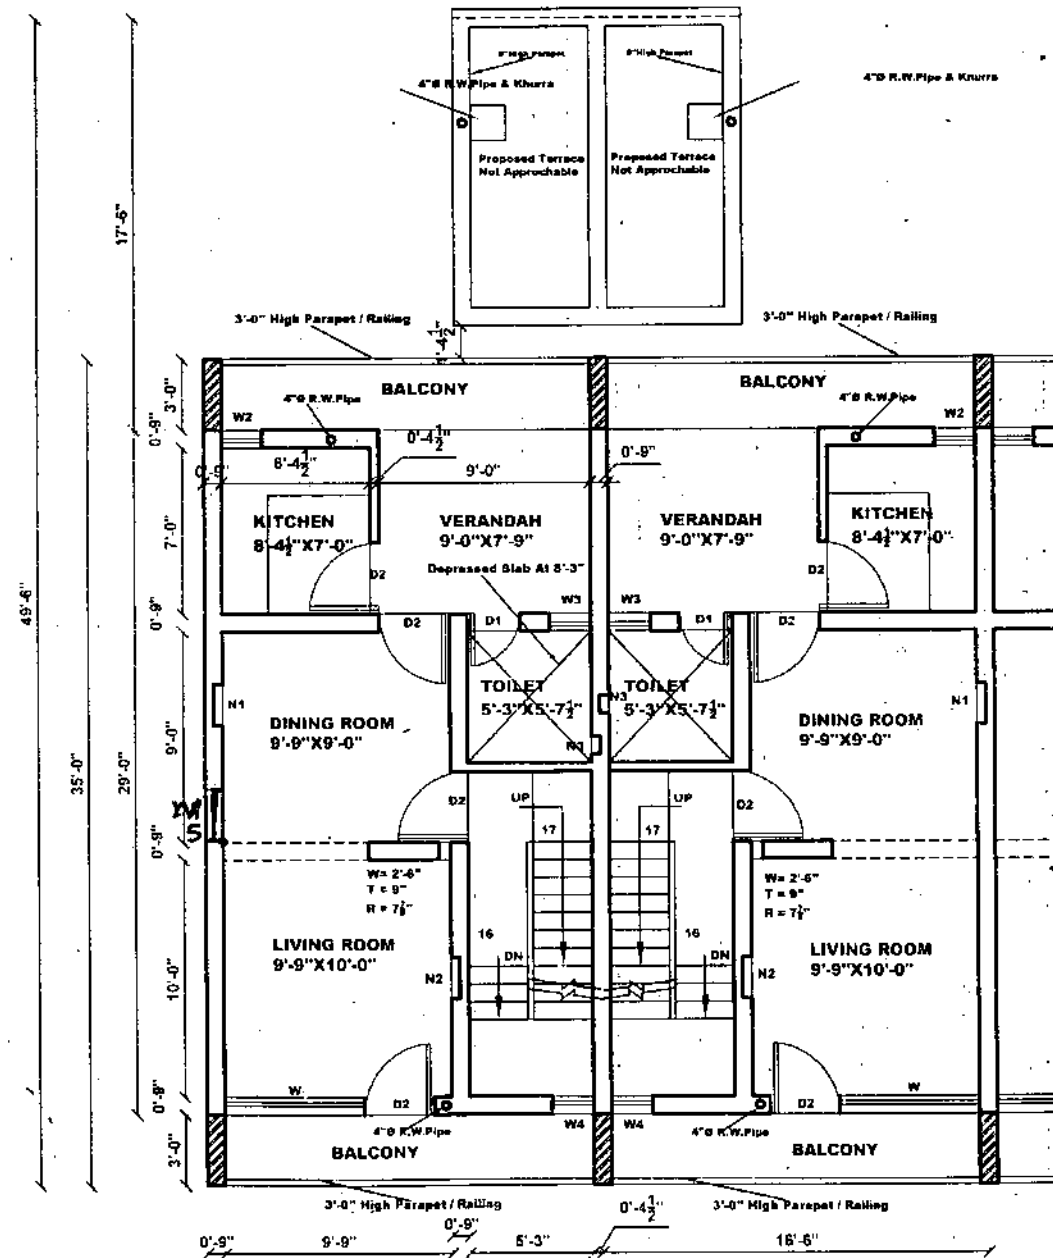 9"High Parapet
9"High Parapet
4"Ø R.W.Pipe & Khurra
4"Ø R.W.Pipe & Khurra
Proposed Terrace
Not Approchable
Proposed Terrace
Not Approchable
17'-6"
3'-0" High Parapet / Railing
3'-0" High Parapet / Railing
1'-4½"
BALCONY
BALCONY
3'-0"
4"Ø R.W.Pipe
4"Ø R.W.Pipe
W2
W2
0'-9"
0'-4½"
0'-9"
0'-9"
8'-4½"
9'-0"
KITCHEN
8'-4½"X7'-0"
VERANDAH
9'-0"X7'-9"
VERANDAH
9'-0"X7'-9"
KITCHEN
8'-4½"X7'-0"
7'-0"
Depressed Slab At 8'-3"
D2
D2
49'-6"
0'-9"
W3
W3
D2
D1
D1
D2
TOILET
5'-3"X5'-7½"
TOILET
5'-3"X5'-7½"
N1
N3
N1
DINING ROOM
9'-9"X9'-0"
DINING ROOM
9'-9"X9'-0"
N3
9'-0"
35'-0"
29'-0"
UP
UP
D2
D2
17
17
0'-9"
W= 2'-6"
T = 9"
R = 7⅞"
W= 2'-6"
T = 9"
R = 7⅞"
16
16
LIVING ROOM
9'-9"X10'-0"
LIVING ROOM
9'-9"X10'-0"
DN
DN
N2
N2
10'-0"
W
W
0'-9"
D2
D2
4"Ø R.W.Pipe
W4
W4
4"Ø R.W.Pipe
BALCONY
BALCONY
3'-0"
3'-0" High Parapet / Railing
3'-0" High Parapet / Railing
0'-9"
0'-4½"
0'-9"
9'-9"
5'-3"
16'-6"